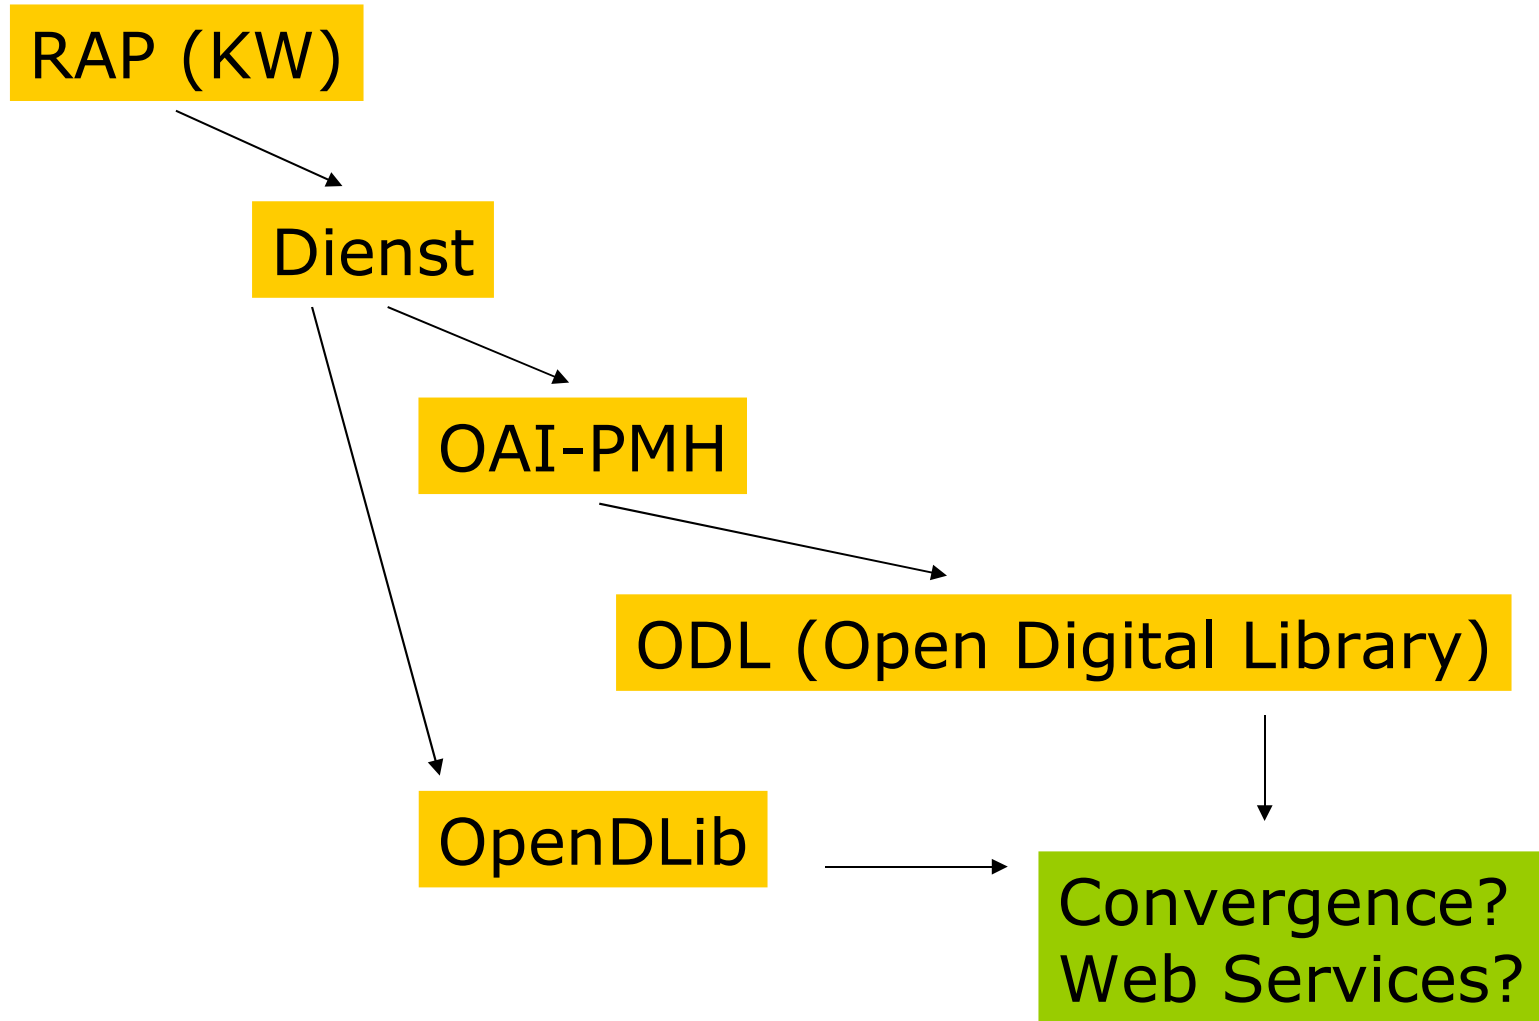 RAP (KW)
Dienst
OAI-PMH
ODL (Open Digital Library)
OpenDLib
Convergence?
Web Services?